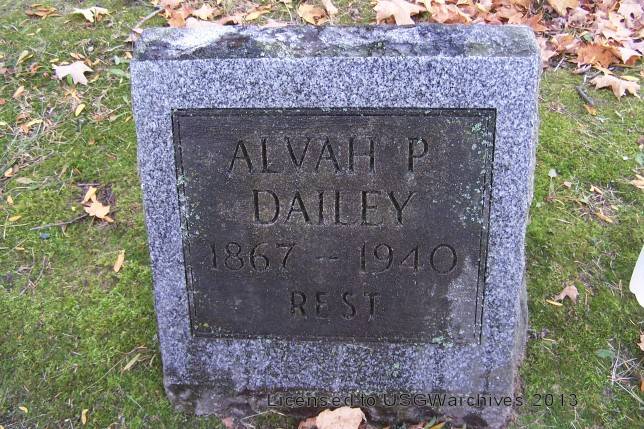 ALVAH P
DAILEY
1867 -- 1940
REST
Licensed to USGWarchives 2013